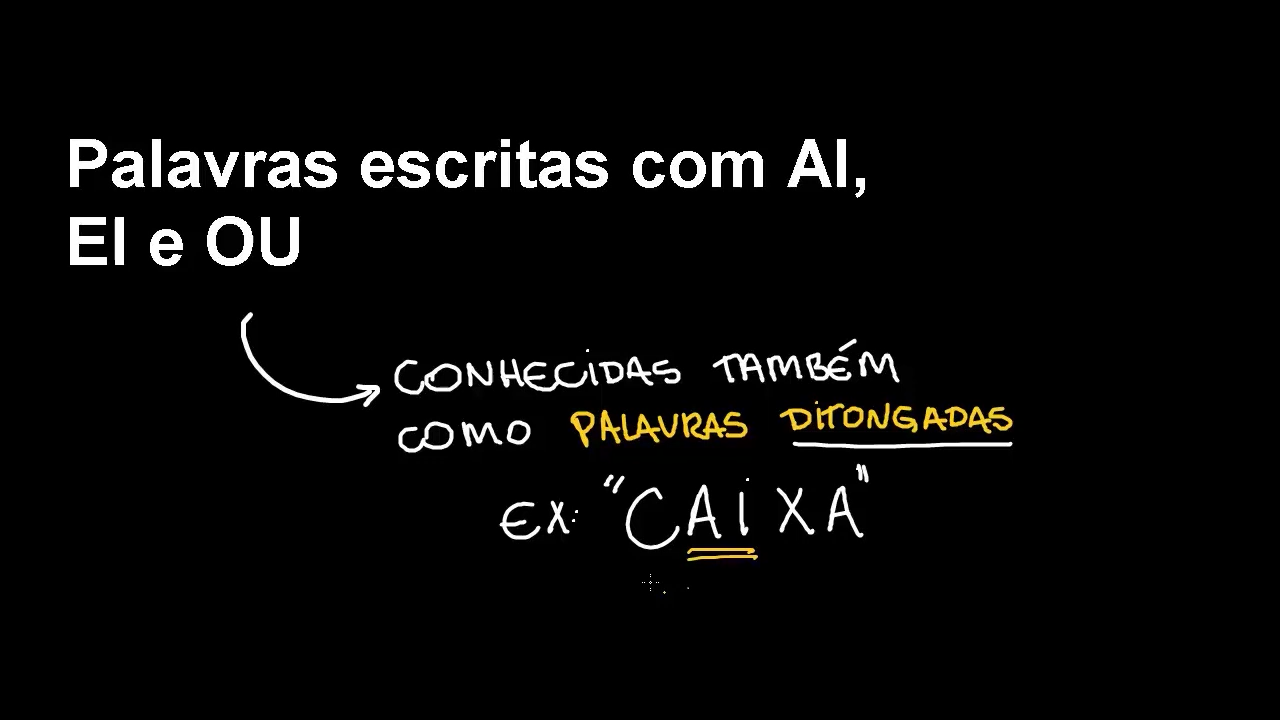 Palavras escritas com AI,
EI e OU
CONHECIDAS TAMBÉM
COMO PALAVRAS DITONGADAS
EX: "CAIXA"